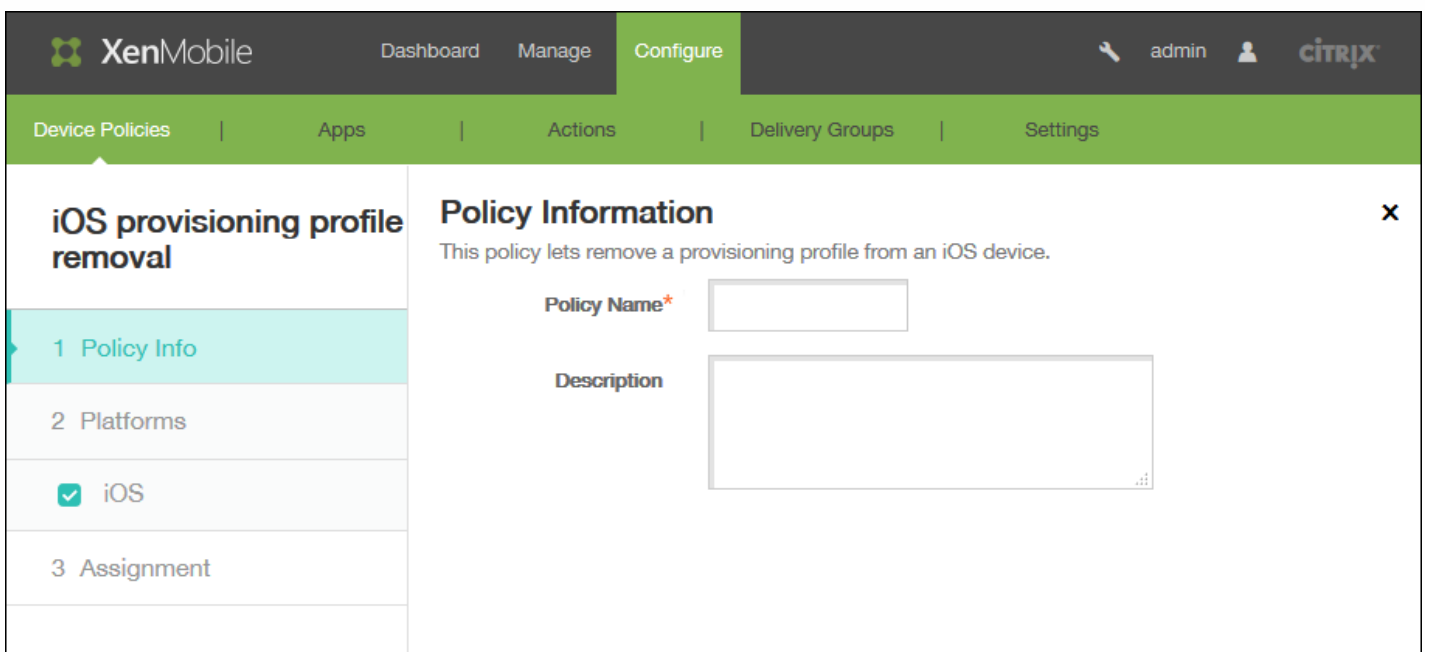 XenMobile Dashboard Manage Configure admin CİTRIX
Device Policies | Apps | Actions | Delivery Groups | Settings
iOS provisioning profile
removal
1 Policy Info
2 Platforms
iOS
3 Assignment
Policy Information
This policy lets remove a provisioning profile from an iOS device.
Policy Name*
Description